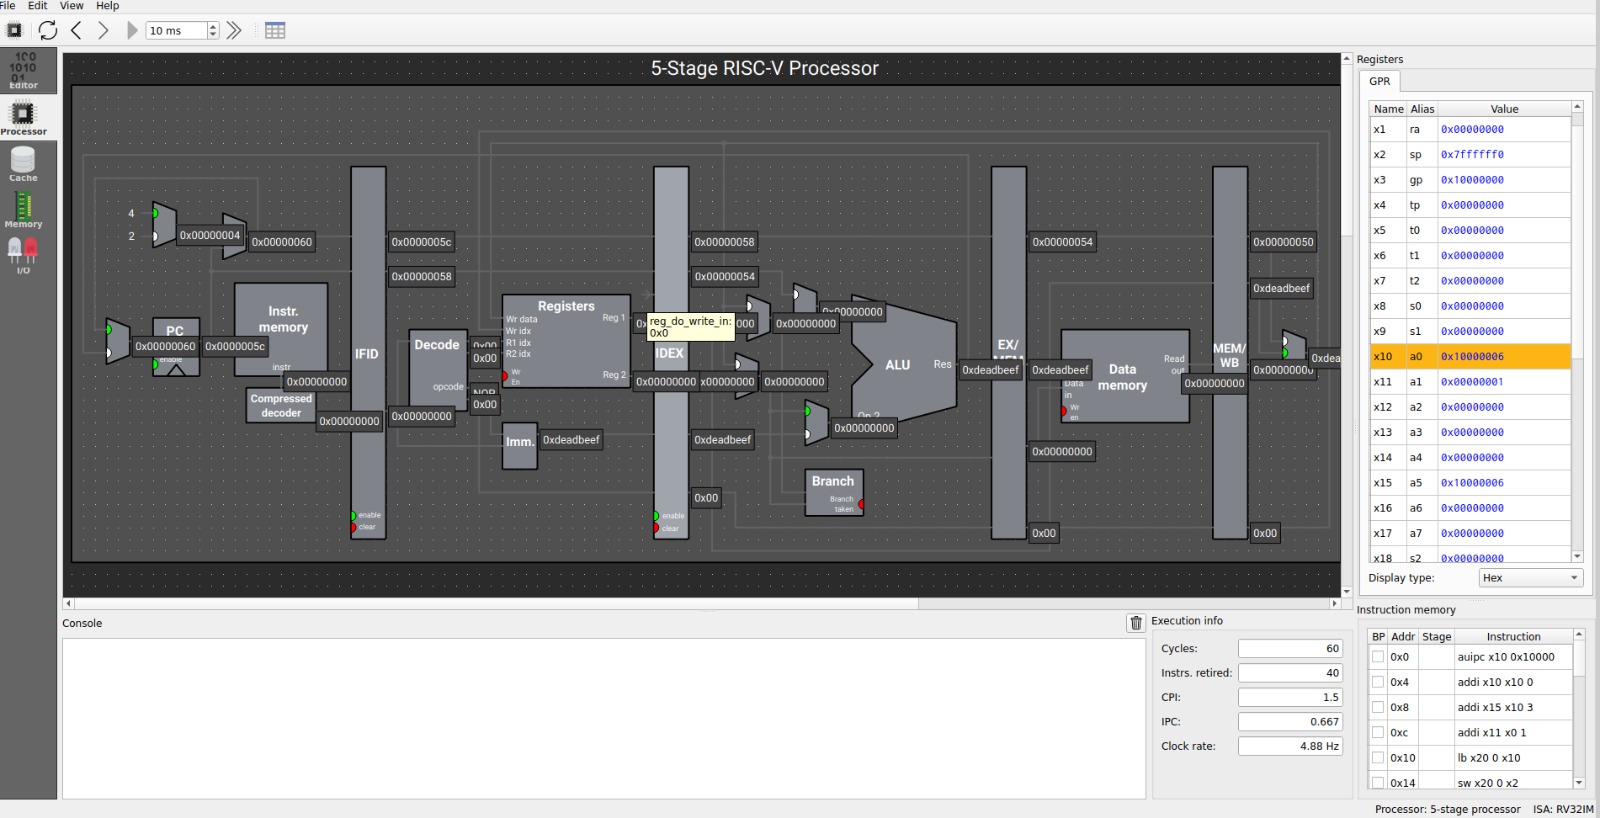 File Edit View Help
10 ms
Editor
Processor
Cache
Memory
I/O
5-Stage RISC-V Processor
4
2
0x00000004
0x00000060
0x0000005c
0x00000058
0x00000054
0x00000050
0x00000058
0x00000054
0xdeadbeef
Instr.
memory
instr
PC
enable
0x00000060
0x0000005c
0x00000000
Compressed
decoder
0x00000000
IFID
enable
clear
Decode
opcode
0x00000000
0x00
0x00
NOP
0x00
Registers
Wr data
Wr idx
R1 idx
R2 idx
Wr
En
Reg 1
Reg 2
reg_do_write_in:
0x0
Imm.
0xdeadbeef
IDEX
enable
clear
0x00000000
x00000000
0x00000000
0x00000000
0x00000000
0xdeadbeef
0x00
ALU
Res
Op 2
0x00000000
Branch
Branch
taken
0xdeadbeef
EX/
MEM
0xdeadbeef
0x00000000
0x00
Data
memory
Data
in
Wr
en
Read
out
0x00000000
MEM/
WB
0x00000000
0xdea
0x00
Console
Execution info
Cycles: 60
Instrs. retired: 40
CPI: 1.5
IPC: 0.667
Clock rate: 4.88 Hz
Registers
GPR
Name Alias Value
x1 ra 0x00000000
x2 sp 0x7ffffff0
x3 gp 0x10000000
x4 tp 0x00000000
x5 t0 0x00000000
x6 t1 0x00000000
x7 t2 0x00000000
x8 s0 0x00000000
x9 s1 0x00000000
x10 a0 0x10000006
x11 a1 0x00000001
x12 a2 0x00000000
x13 a3 0x00000000
x14 a4 0x00000000
x15 a5 0x10000006
x16 a6 0x00000000
x17 a7 0x00000000
x18 s2 0x00000000
Display type: Hex
Instruction memory
BP Addr Stage Instruction
0x0 auipc x10 0x10000
0x4 addi x10 x10 0
0x8 addi x15 x10 3
0xc addi x11 x0 1
0x10 lb x20 0 x10
0x14 sw x20 0 x2
Processor: 5-stage processor ISA: RV32IM